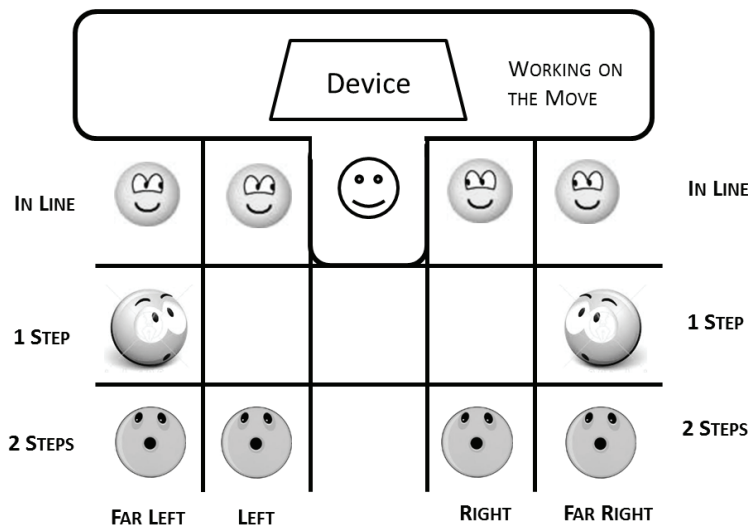 Device
WORKING ON
THE MOVE
IN LINE
IN LINE
1 STEP
1 STEP
2 STEPS
2 STEPS
FAR LEFT
LEFT
RIGHT
FAR RIGHT